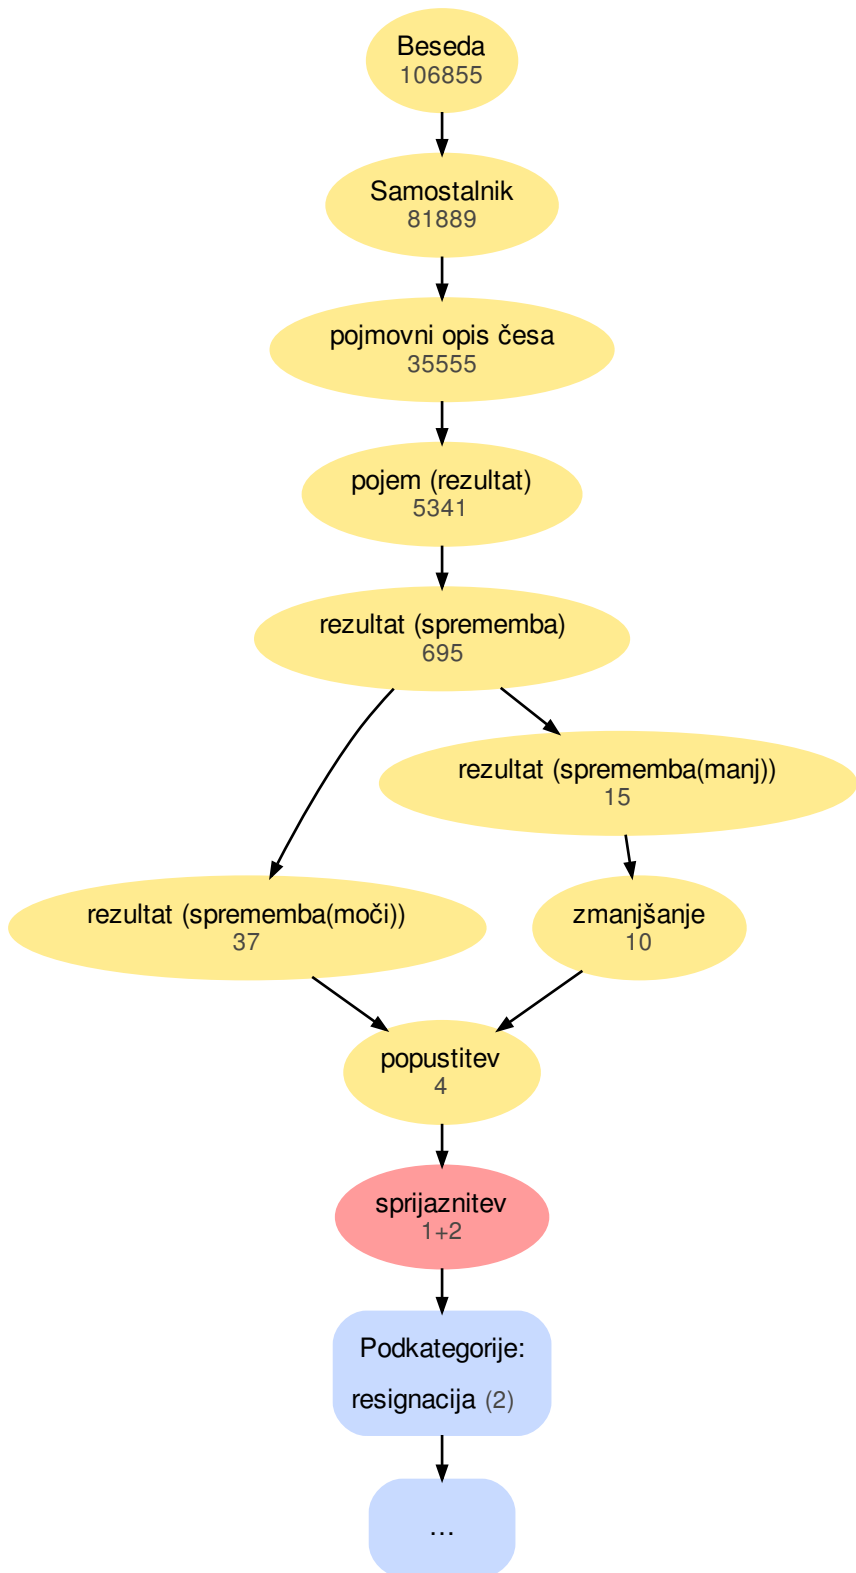 Beseda
106855
Samostalnik
81889
pojmovni opis česa
35555
pojem (rezultat)
5341
rezultat (sprememba)
695
rezultat (sprememba(manj))
15
rezultat (sprememba(moči))
37
zmanjšanje
10
popustitev
4
sprijaznitev
1+2
Podkategorije:
resignacija (2)
...